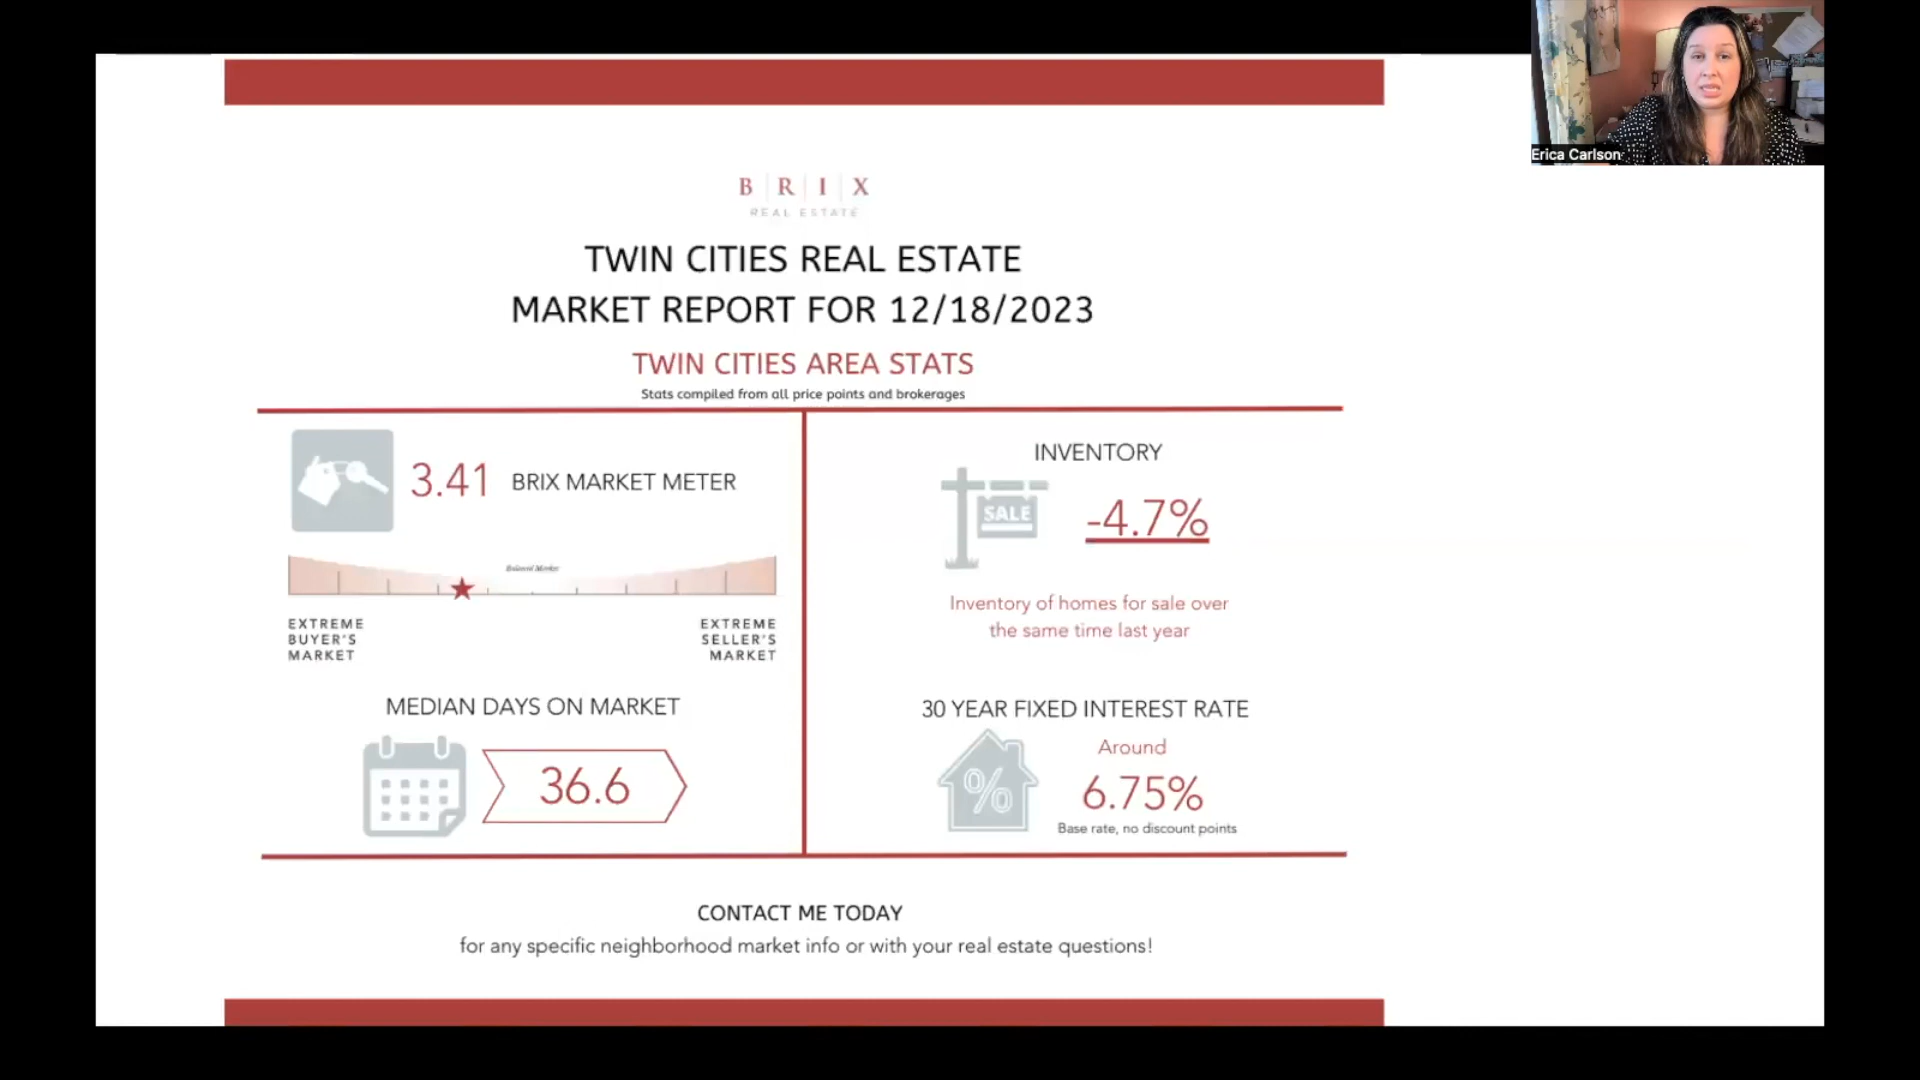 Erica Carlson
B R I X
REAL ESTATE
TWIN CITIES REAL ESTATE
MARKET REPORT FOR 12/18/2023
TWIN CITIES AREA STATS
Stats compiled from all price points and brokerages
3.41 BRIX MARKET METER
Balanced Market
EXTREME
BUYER'S
MARKET
EXTREME
SELLER'S
MARKET
MEDIAN DAYS ON MARKET
36.6
INVENTORY
SALE
-4.7%
Inventory of homes for sale over
the same time last year
30 YEAR FIXED INTEREST RATE
Around
%
6.75%
Base rate, no discount points
CONTACT ME TODAY
for any specific neighborhood market info or with your real estate questions!